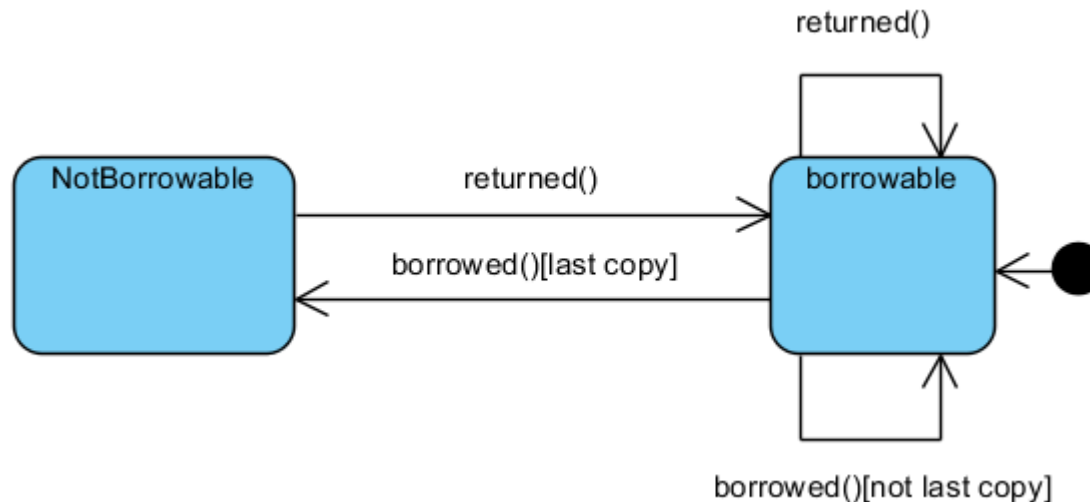 returned()
NotBorrowable
returned()
borrowable
borrowed()[last copy]
borrowed()[not last copy]